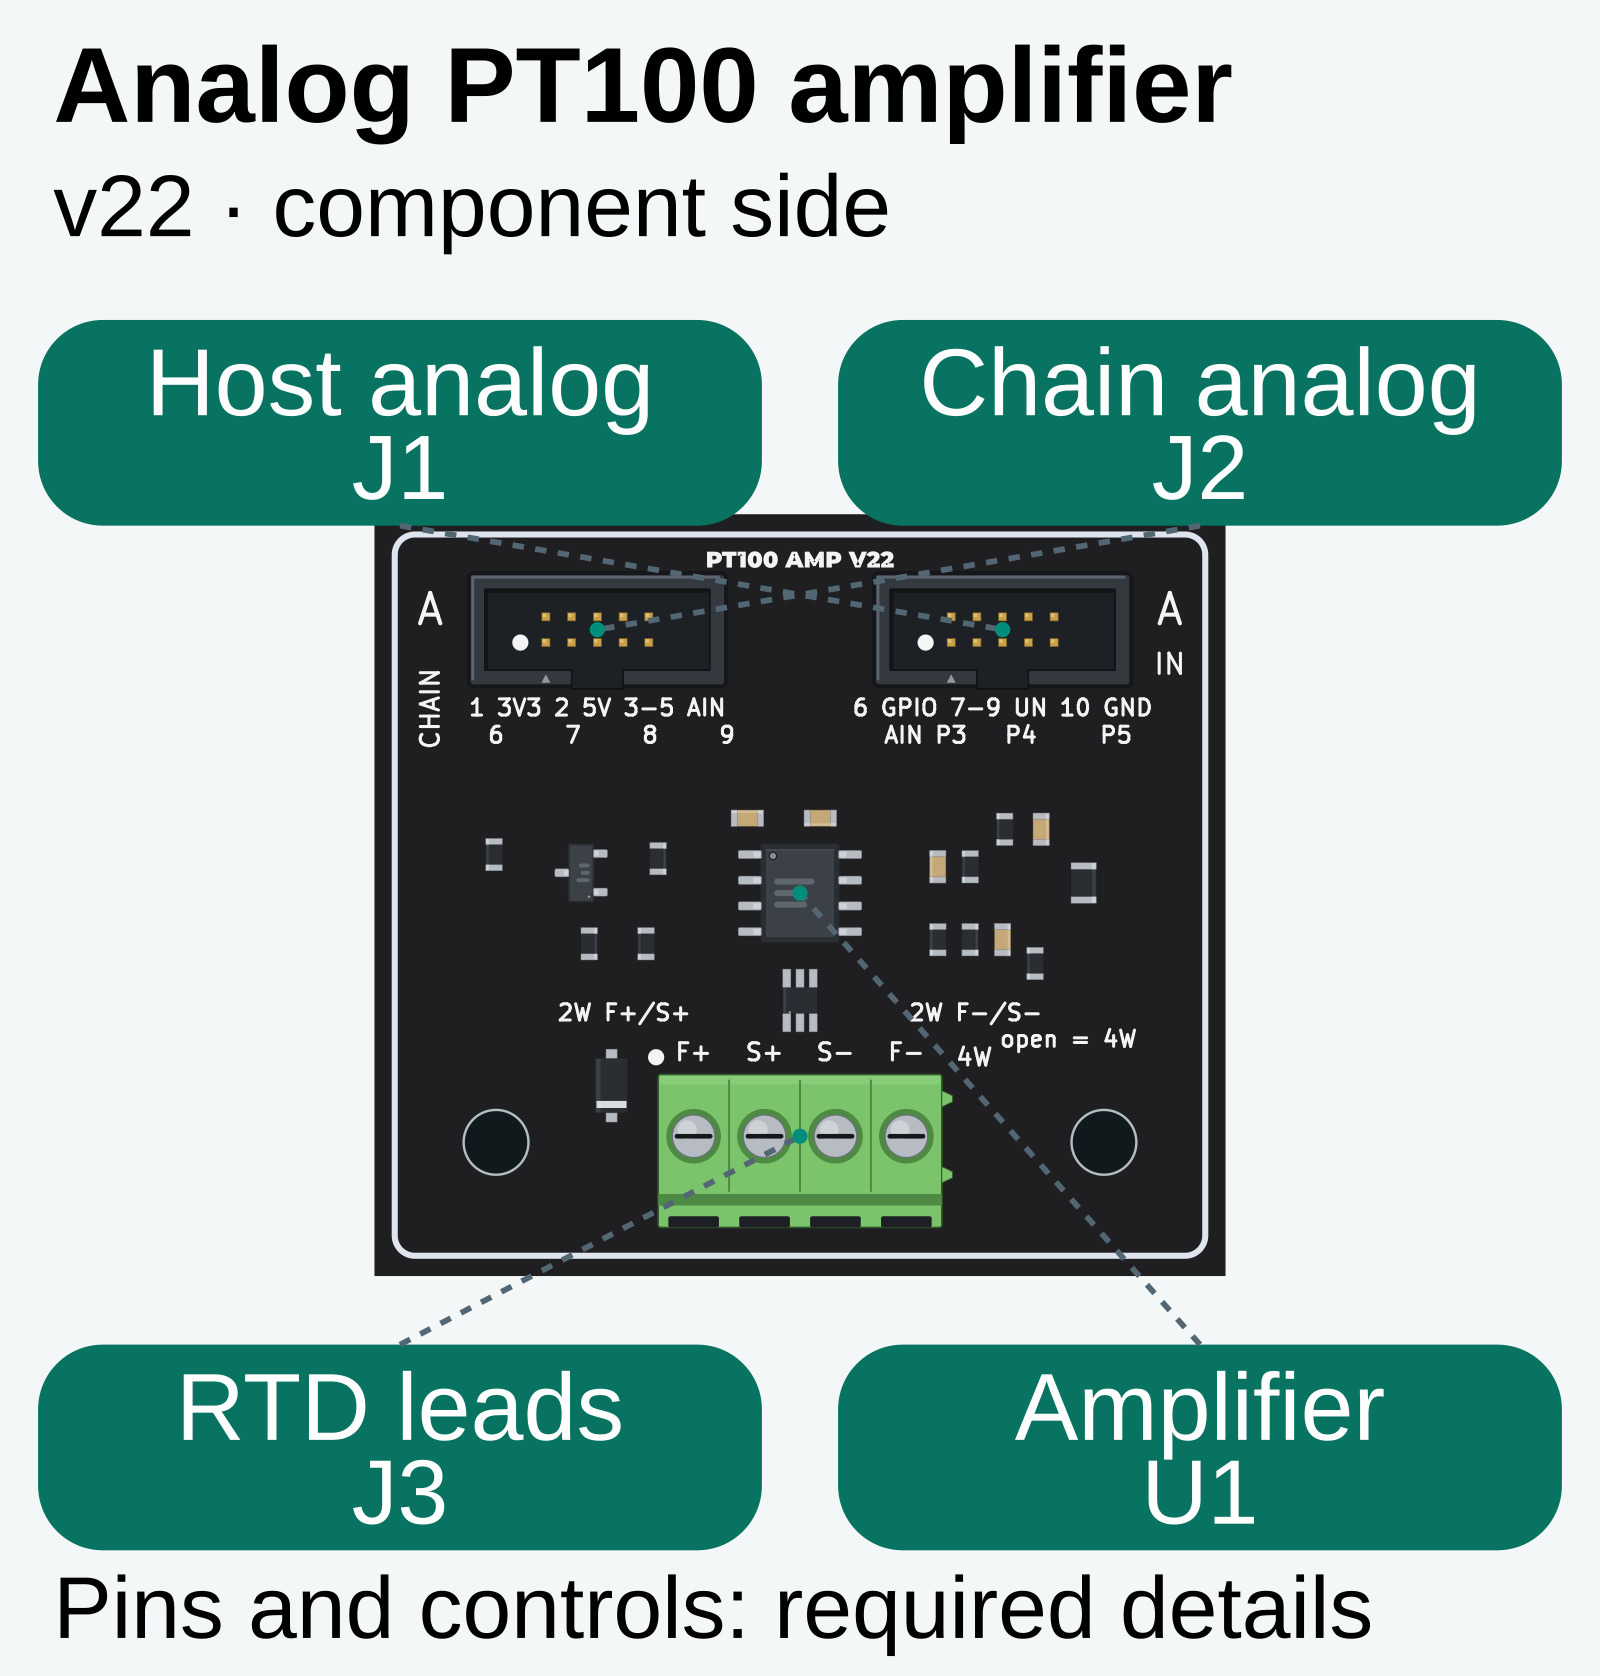 Analog PT100 amplifier
v22 · component side
Host analog
J1
Chain analog
J2
PT100 AMP V22
A
CHAIN
A
IN
1 3V3 2 5V 3-5 AIN
6 7 8 9
6 GPIO 7-9 UN 10 GND
AIN P3 P4 P5
2W F+/S+
2W F-/S-
open = 4W
4W
F+ S+ S- F-
RTD leads
J3
Amplifier
U1
Pins and controls: required details